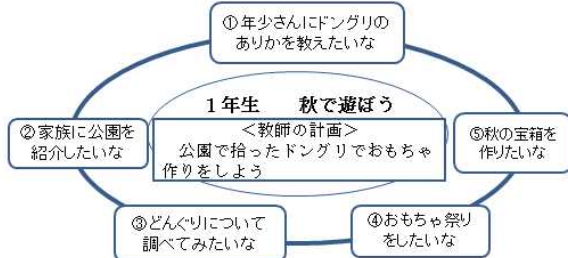 ①年少さんにドングリの
ありかを教えたいな
1年生　秋で遊ぼう
＜教師の計画＞
公園で拾ったドングリでおもちゃ
作りをしよう
②家族に公園を
紹介したいな
⑤秋の宝箱を
作りたいな
③どんぐりについて
調べてみたいな
④おもちゃ祭り
をしたいな